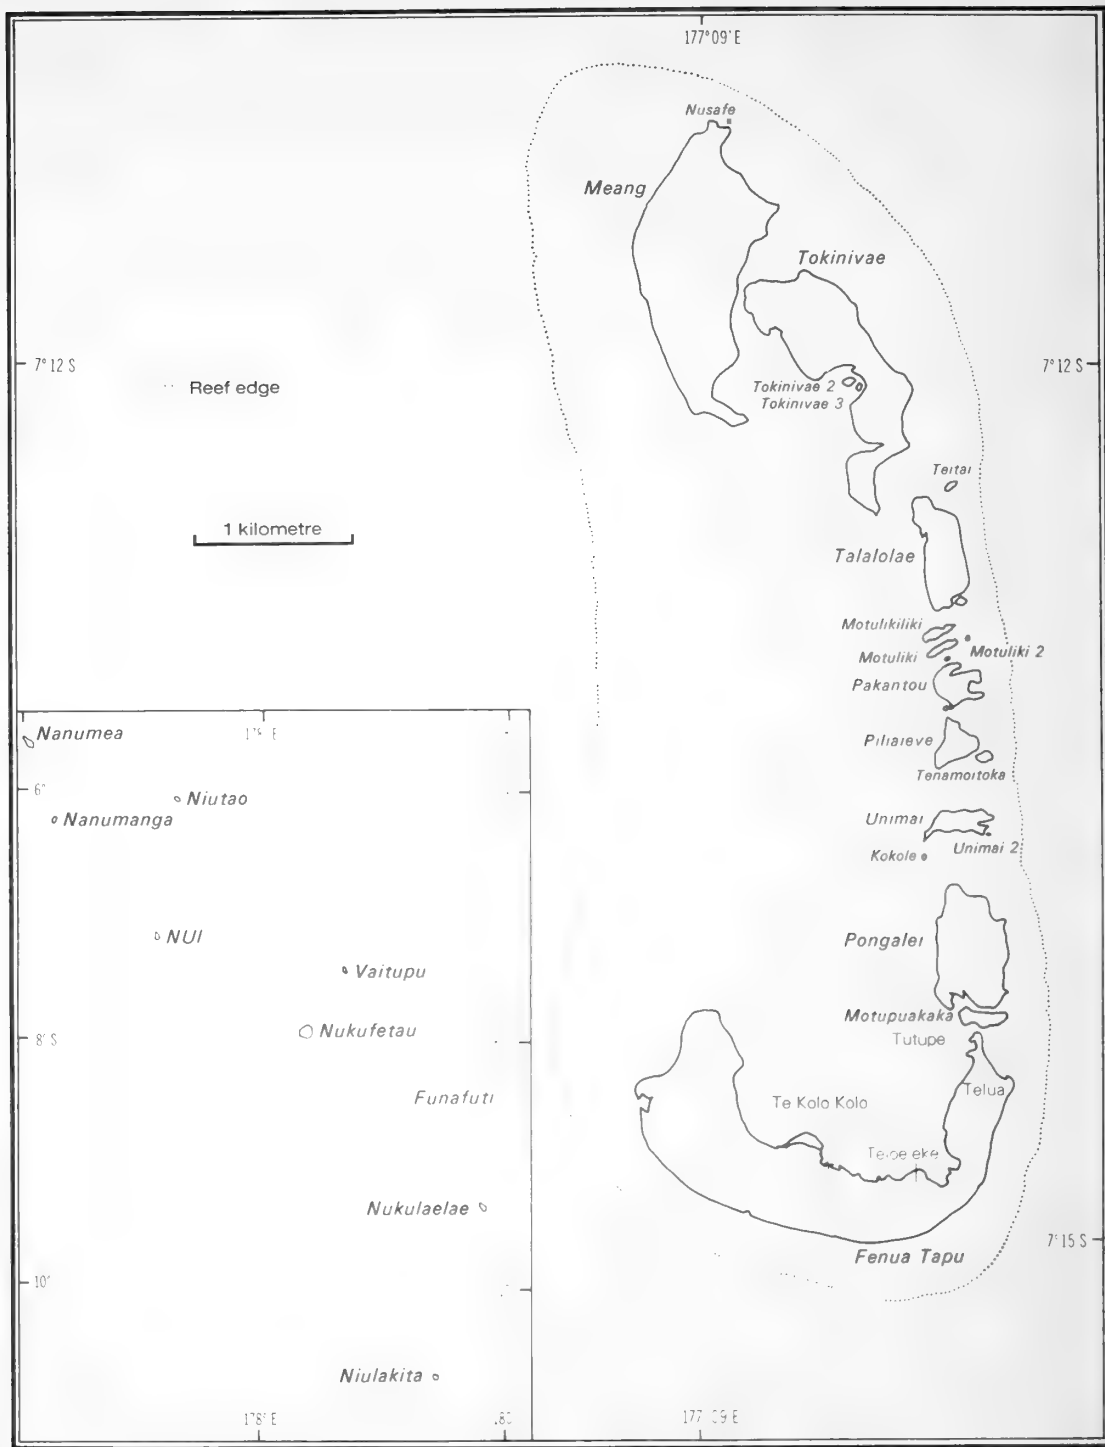 177°09'E
Nusafe
Meang
Tokinivae
7° 12 S
7° 12 S
Reef edge
Tokinivae 2
Tokinivae 3
Teitai
1 kilometre
Talalolae
Motulikiliki
Motuliki 2
Motuliki
Pakantou
Nanumea
Piliaieve
Tenamoitoka
6°
Niutao
Nanumanga
Unimai
Unimai 2
Kokole
NUI
Pongalei
Vaitupu
Motupuakaka
Nukufetau
8° S
Tutupe
Telua
Funafuti
Te Kolo Kolo
Nukulaelae
7°15 S
Fenua Tapu
10°
Niulakita
178° E
177°09 E